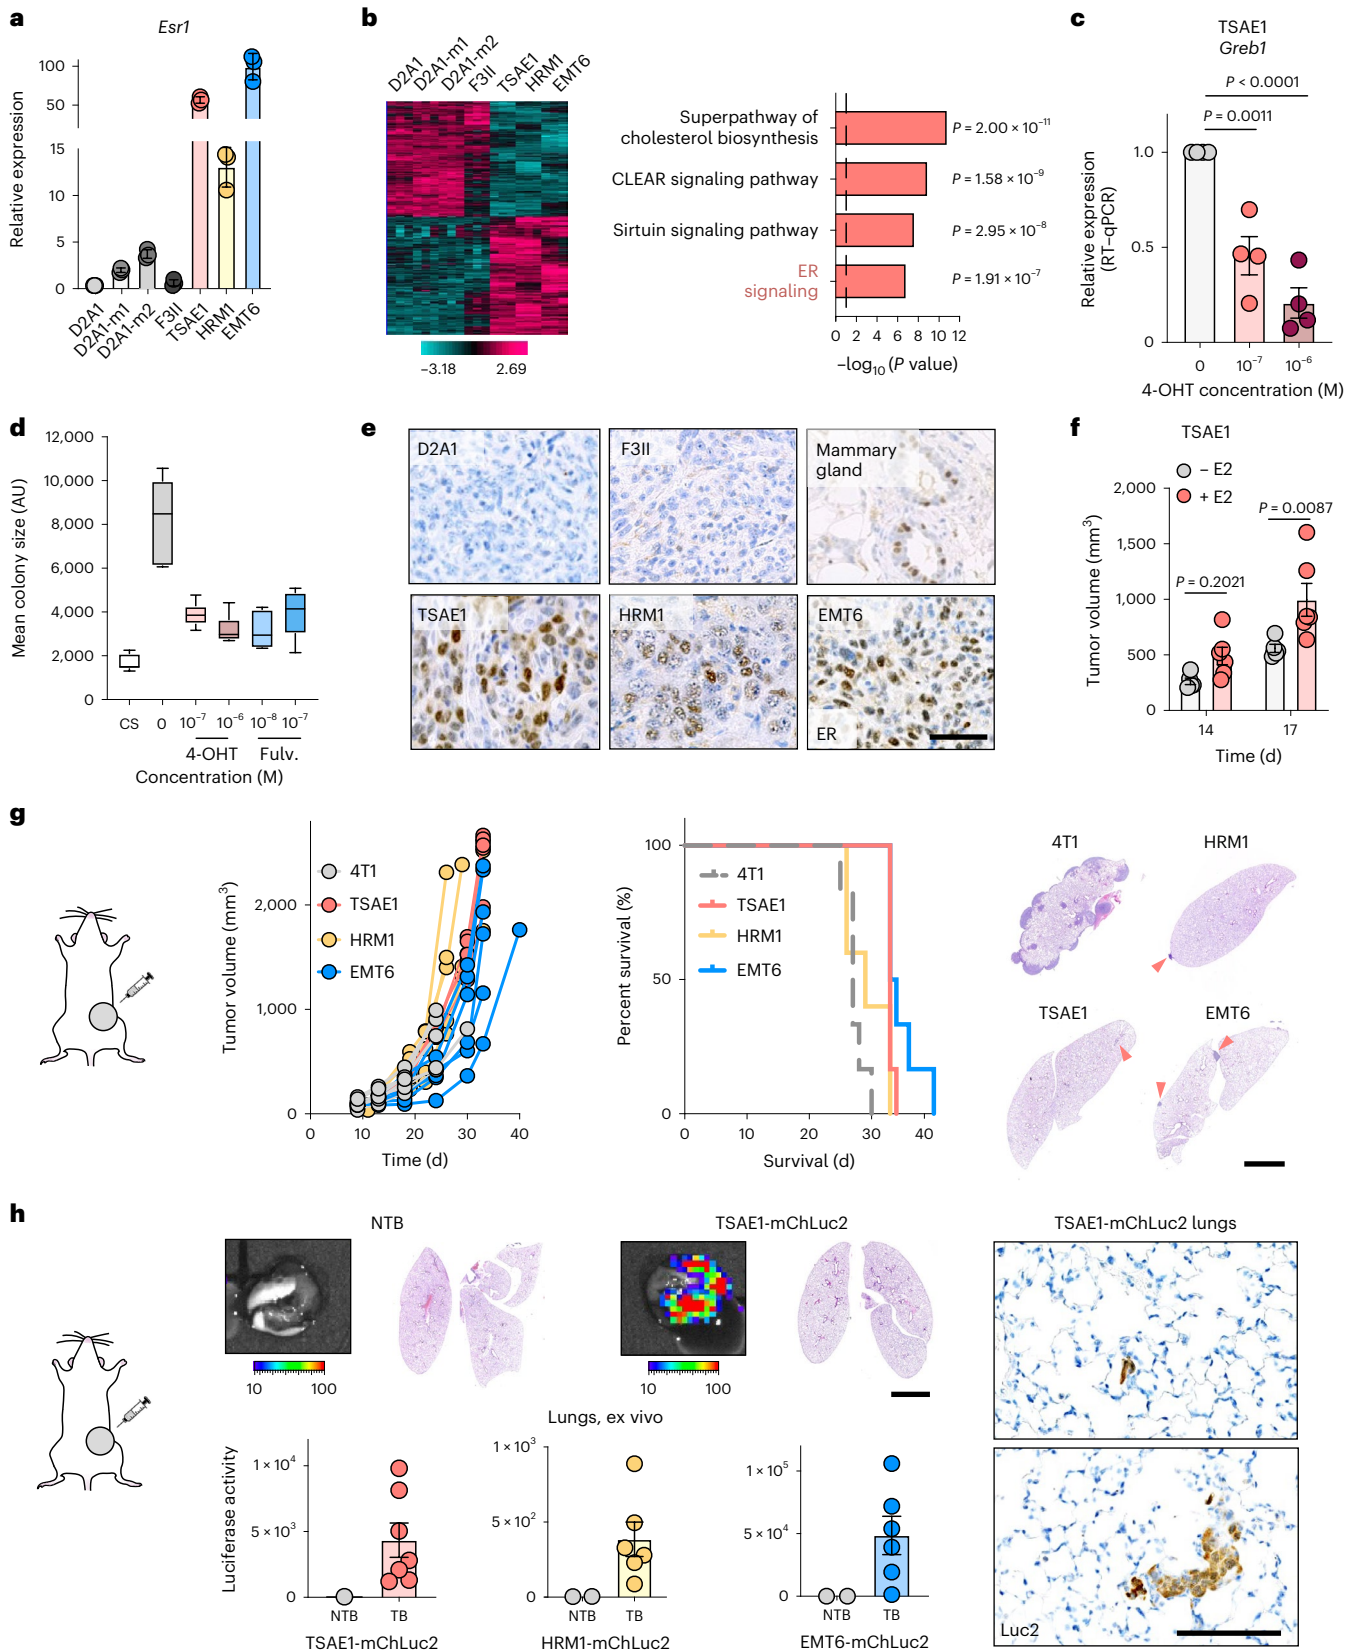 a
Esr1
Relative expression
100
50
15
10
5
0
D2A1
D2A1-m1
D2A1-m2
F3II
TSAE1
HRM1
EMT6
b
D2A1
D2A1-m1
D2A1-m2
F3II
TSAE1
HRM1
EMT6
−3.18
2.69
Superpathway of
cholesterol biosynthesis
P = 2.00 × 10⁻¹¹
CLEAR signaling pathway
P = 1.58 × 10⁻⁹
Sirtuin signaling pathway
P = 2.95 × 10⁻⁸
ER
signaling
P = 1.91 × 10⁻⁷
0 2 4 6 8 10 12
−log₁₀ (P value)
c
TSAE1
Greb1
P < 0.0001
P = 0.0011
Relative expression
(RT–qPCR)
1.0
0.5
0
0 10⁻⁷ 10⁻⁶
4-OHT concentration (M)
d
Mean colony size (AU)
12,000
10,000
8,000
6,000
4,000
2,000
0
CS 0 10⁻⁷ 10⁻⁶ 10⁻⁸ 10⁻⁷
4-OHT Fulv.
Concentration (M)
e
D2A1
F3II
Mammary
gland
TSAE1
HRM1
EMT6
ER
f
TSAE1
− E2
+ E2
P = 0.0087
P = 0.2021
Tumor volume (mm³)
2,000
1,500
1,000
500
0
14 17
Time (d)
g
Tumor volume (mm³)
2,000
1,000
0
4T1
TSAE1
HRM1
EMT6
0 10 20 30 40
Time (d)
Percent survival (%)
100
50
0
4T1
TSAE1
HRM1
EMT6
0 10 20 30 40
Survival (d)
4T1
HRM1
TSAE1
EMT6
h
NTB
10 100
TSAE1-mChLuc2
10 100
TSAE1-mChLuc2 lungs
Luc2
Lungs, ex vivo
Luciferase activity
1 × 10⁴
5 × 10³
0
NTB TB
TSAE1-mChLuc2
1 × 10³
5 × 10²
0
NTB TB
HRM1-mChLuc2
1 × 10⁵
5 × 10⁴
0
NTB TB
EMT6-mChLuc2